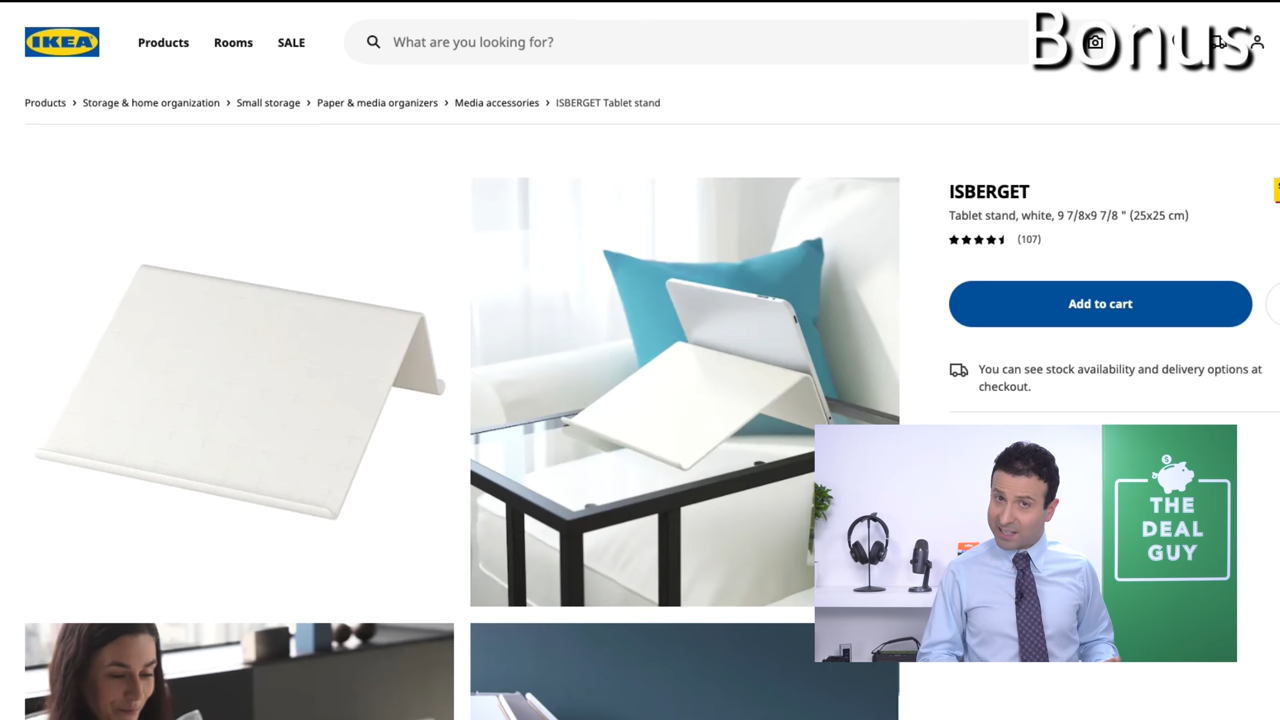 Bonus
IKEA
Products
Rooms
SALE
What are you looking for?
Products › Storage & home organization › Small storage › Paper & media organizers › Media accessories › ISBERGET Tablet stand
ISBERGET
Tablet stand, white, 9 7/8x9 7/8 " (25x25 cm)
(107)
Add to cart
You can see stock availability and delivery options at
checkout.
THE
DEAL
GUY